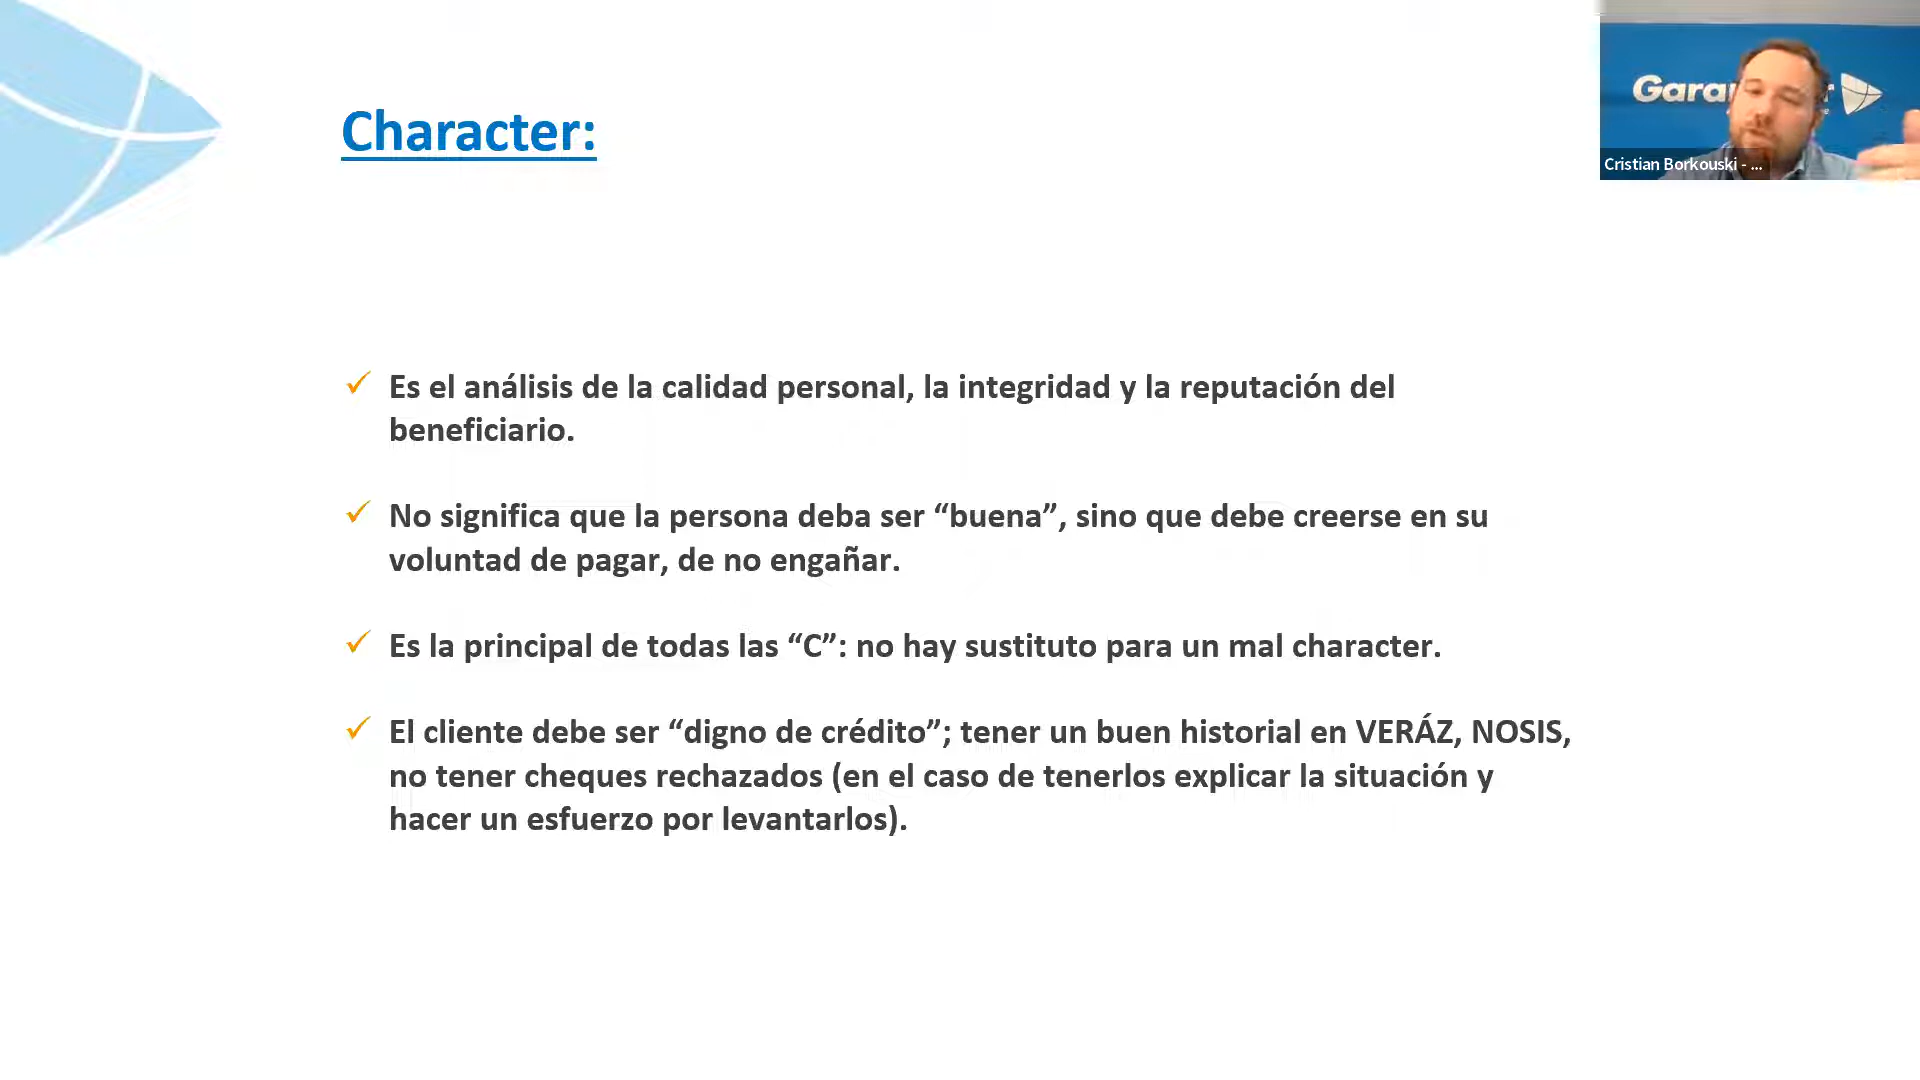 Character:
Cristian Borkouski - ...
Es el análisis de la calidad personal, la integridad y la reputación del
beneficiario.
No significa que la persona deba ser “buena”, sino que debe creerse en su
voluntad de pagar, de no engañar.
Es la principal de todas las “C”: no hay sustituto para un mal character.
El cliente debe ser “digno de crédito”; tener un buen historial en VERÁZ, NOSIS,
no tener cheques rechazados (en el caso de tenerlos explicar la situación y
hacer un esfuerzo por levantarlos).